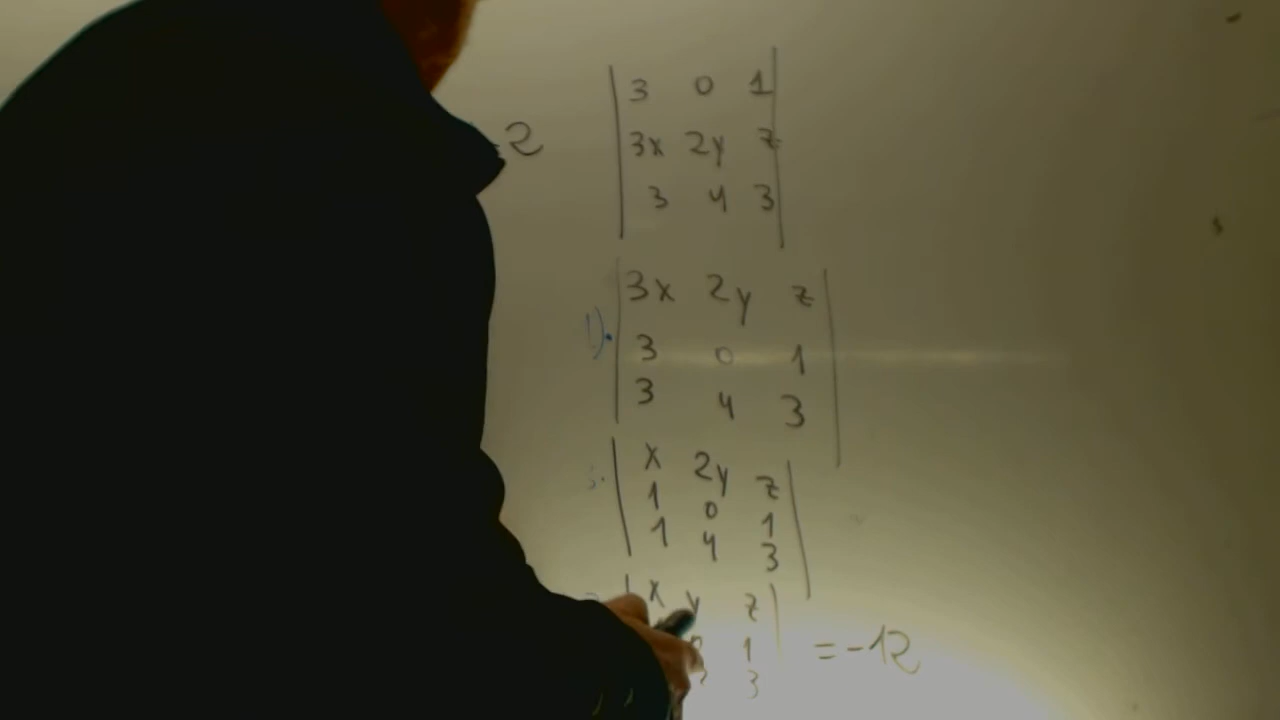 3 0 1
2
3x 2y z
3 4 3
3x 2y z
1). 3 0 1
3 4 3
x 2y z
1 0 1
1 4 3
x y z
0 1 = -12
3